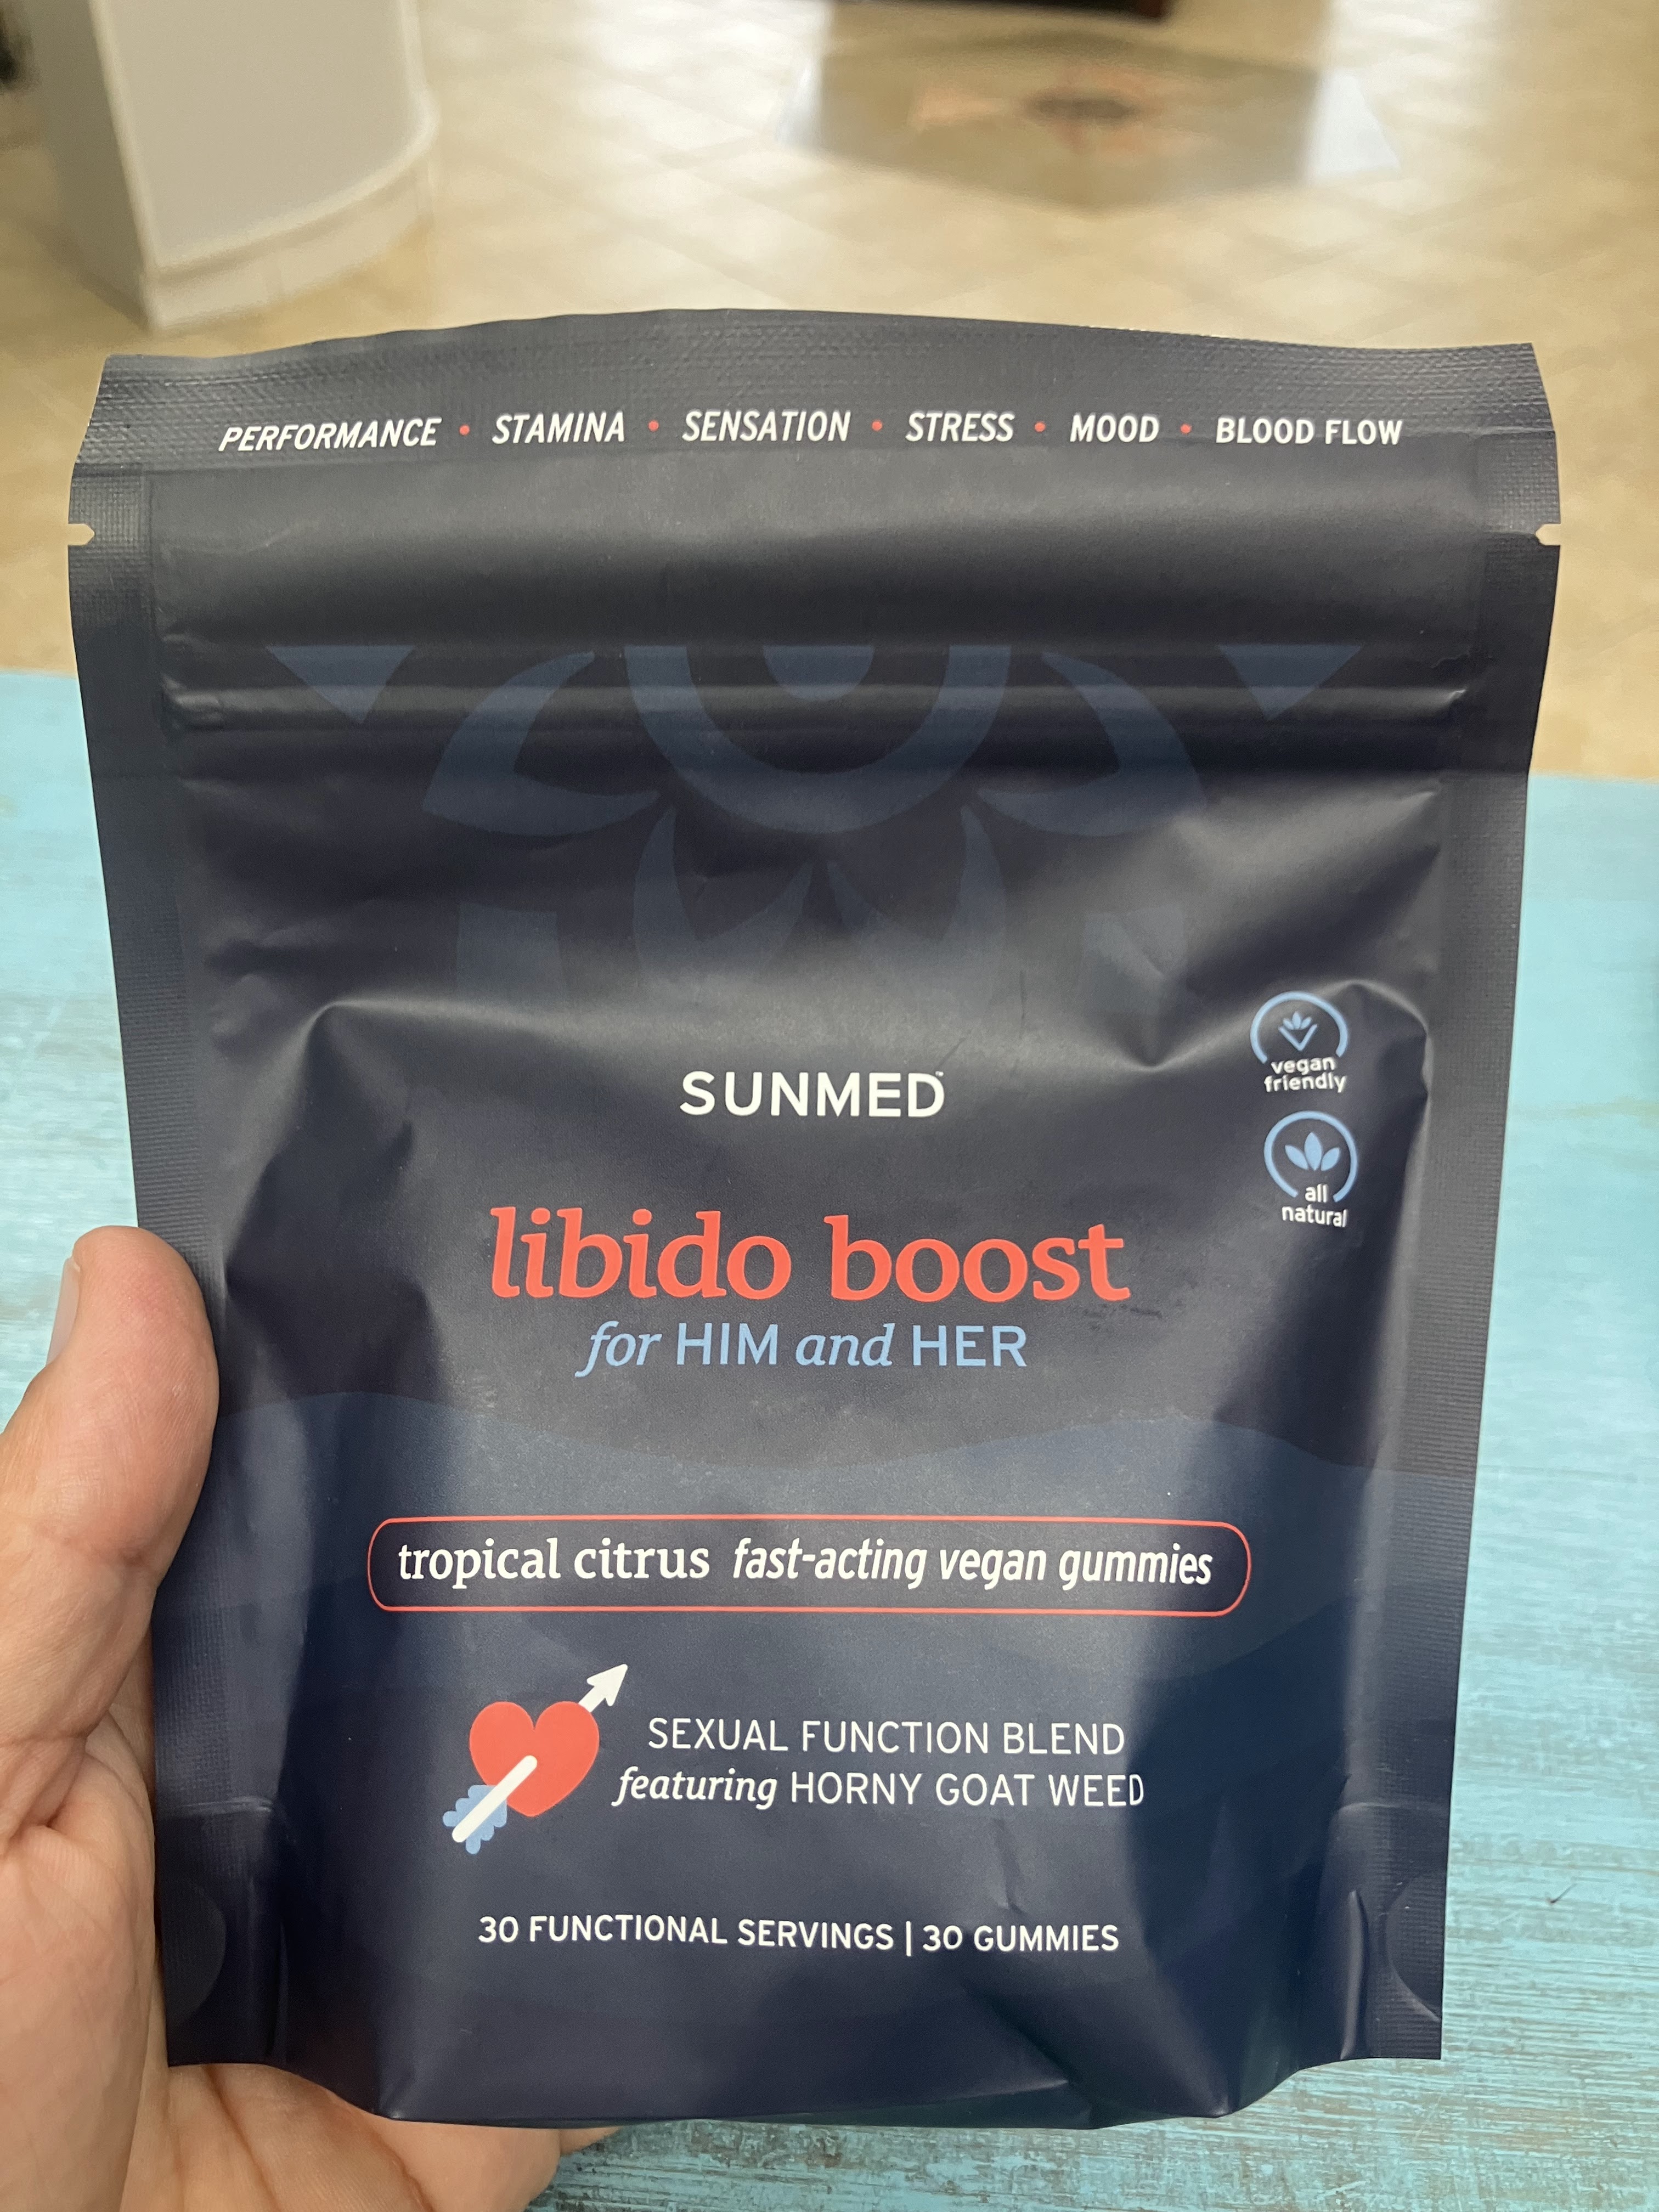 PERFORMANCE • STAMINA • SENSATION • STRESS • MOOD • BLOOD FLOW
SUNMED™
vegan
friendly
all
natural
libido boost
for HIM and HER
tropical citrus fast-acting vegan gummies
SEXUAL FUNCTION BLEND
featuring HORNY GOAT WEED
30 FUNCTIONAL SERVINGS | 30 GUMMIES